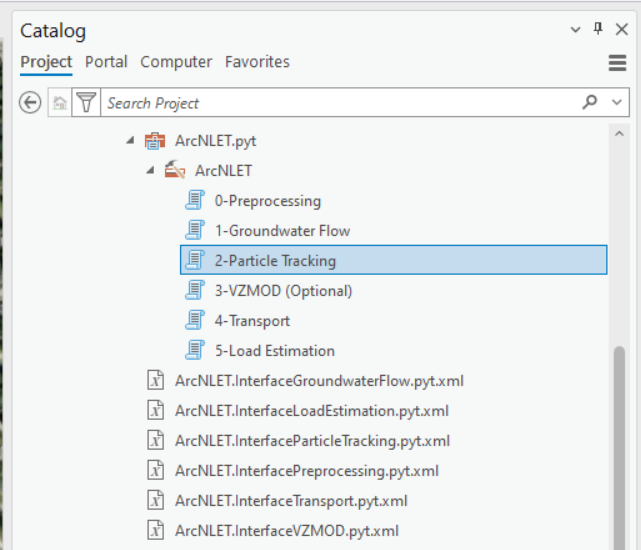 Catalog
Project Portal Computer Favorites
Search Project
ArcNLET.pyt
ArcNLET
0-Preprocessing
1-Groundwater Flow
2-Particle Tracking
3-VZMOD (Optional)
4-Transport
5-Load Estimation
ArcNLET.InterfaceGroundwaterFlow.pyt.xml
ArcNLET.InterfaceLoadEstimation.pyt.xml
ArcNLET.InterfaceParticleTracking.pyt.xml
ArcNLET.InterfacePreprocessing.pyt.xml
ArcNLET.InterfaceTransport.pyt.xml
ArcNLET.InterfaceVZMOD.pyt.xml